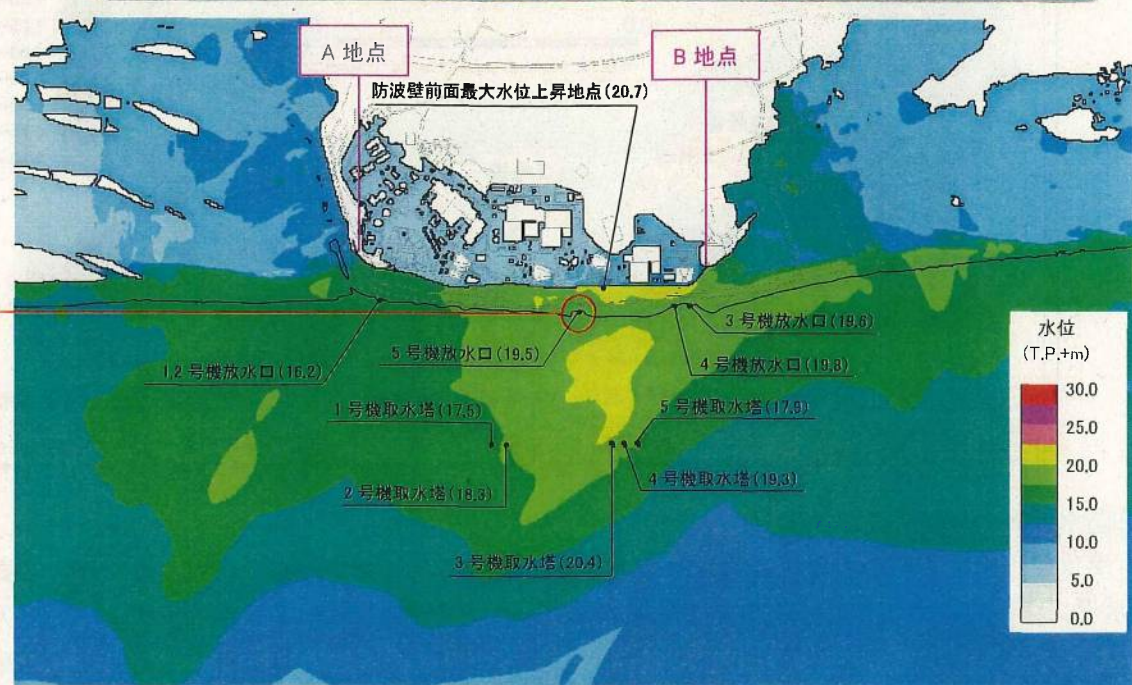 A 地点
B 地点
防波壁前面最大水位上昇地点(20.7)
3 号機放水口(19.6)
5 号機放水口(19.5)
4 号機放水口(19.8)
1,2 号機放水口(16.2)
1 号機取水塔(17.5)
5 号機取水塔(17.9)
2 号機取水塔(18.3)
4 号機取水塔(19.3)
3 号機取水塔(20.4)
水位
(T.P.+m)
30.0
25.0
20.0
15.0
10.0
5.0
0.0